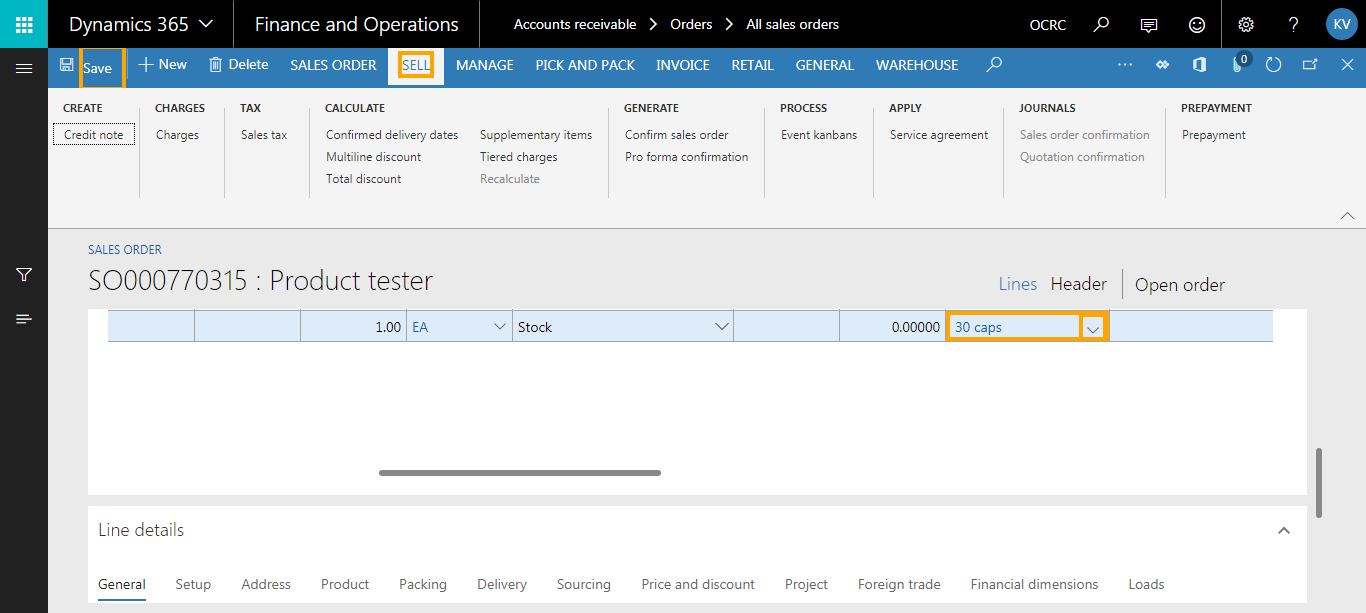 Dynamics 365 Finance and Operations Accounts receivable Orders All sales orders OCRC ? KV
Save New Delete SALES ORDER SELL MANAGE PICK AND PACK INVOICE RETAIL GENERAL WAREHOUSE ... 0
CREATE CHARGES TAX CALCULATE GENERATE PROCESS APPLY JOURNALS PREPAYMENT
Credit note Charges Sales tax Confirmed delivery dates Supplementary items Confirm sales order Event kanbans Service agreement Sales order confirmation Prepayment
Multiline discount Tiered charges Pro forma confirmation Quotation confirmation
Total discount Recalculate
SALES ORDER
SO000770315 : Product tester Lines Header Open order
1.00 EA Stock 0.00000 30 caps
Line details
General Setup Address Product Packing Delivery Sourcing Price and discount Project Foreign trade Financial dimensions Loads